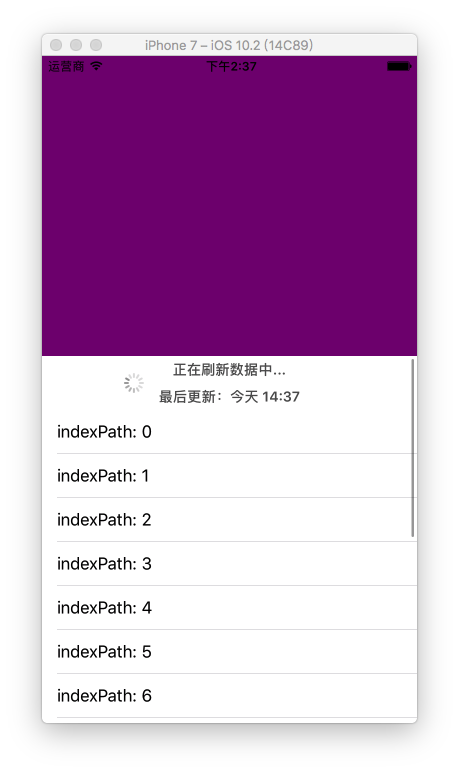 iPhone 7 – iOS 10.2 (14C89)
运营商 下午2:37
正在刷新数据中...
最后更新：今天 14:37
indexPath: 0
indexPath: 1
indexPath: 2
indexPath: 3
indexPath: 4
indexPath: 5
indexPath: 6